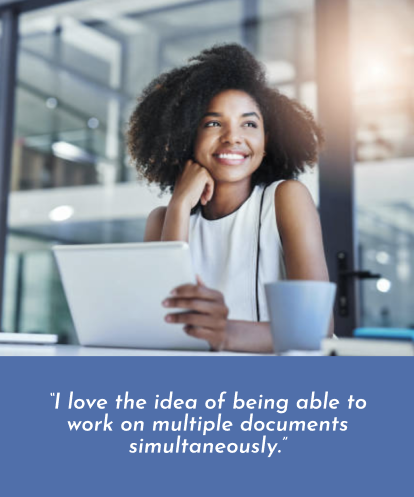 “I love the idea of being able to
work on multiple documents
simultaneously.”